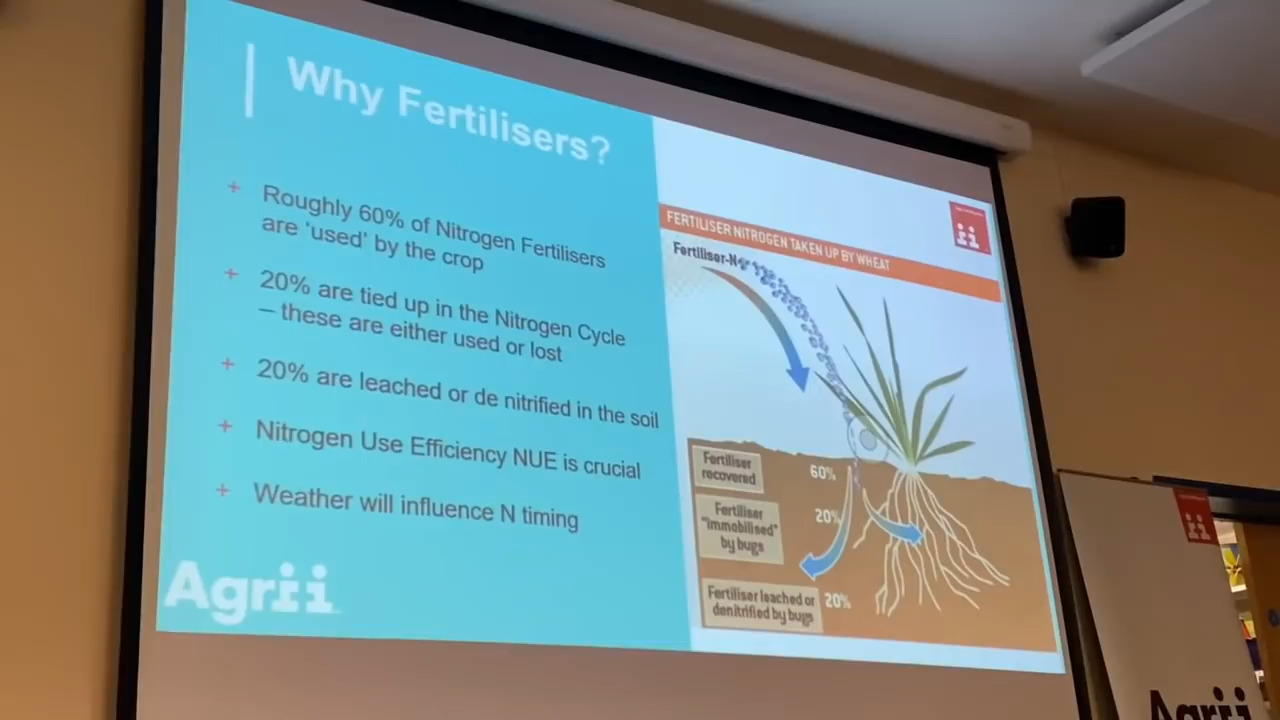 Why Fertilisers?
+ Roughly 60% of Nitrogen Fertilisers
are 'used' by the crop
+ 20% are tied up in the Nitrogen Cycle
– these are either used or lost
+ 20% are leached or de nitrified in the soil
+ Nitrogen Use Efficiency NUE is crucial
+ Weather will influence N timing
Agrii
FERTILISER NITROGEN TAKEN UP BY WHEAT
Fertiliser-N
Fertiliser
recovered
60%
Fertiliser
"immobilised"
by bugs
20%
Fertiliser leached or
denitrified by bugs
20%
Agrii